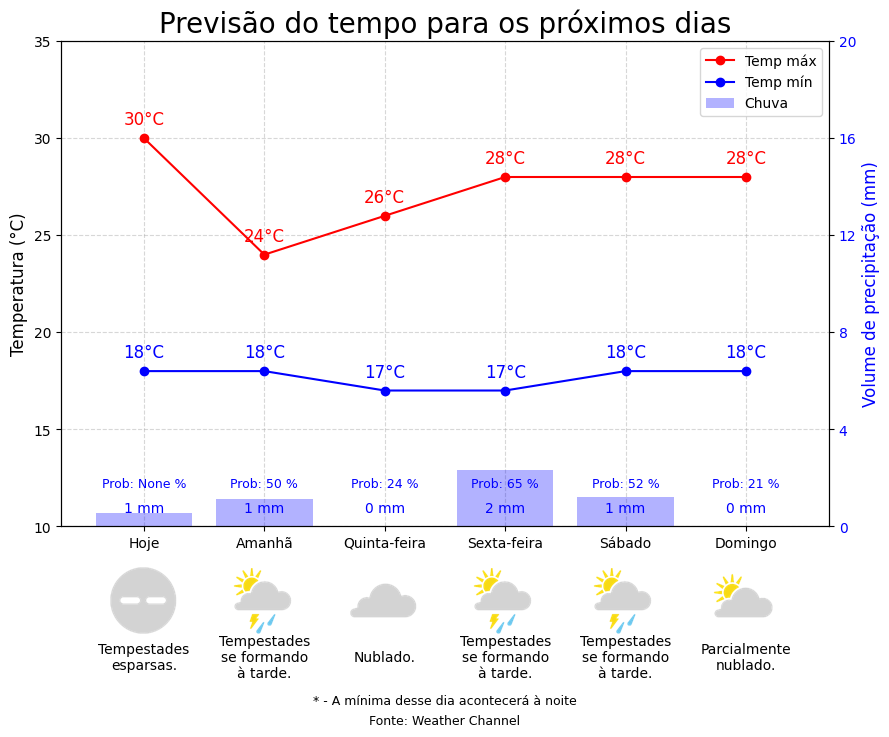 Previsão do tempo para os próximos dias
Temp máx
Temp mín
Chuva
Temperatura (°C)
Volume de precipitação (mm)
35
30
25
20
15
10
20
16
12
8
4
0
30°C
24°C
26°C
28°C
28°C
28°C
18°C
18°C
17°C
17°C
18°C
18°C
Prob: None %
Prob: 50 %
Prob: 24 %
Prob: 65 %
Prob: 52 %
Prob: 21 %
1 mm
1 mm
0 mm
2 mm
1 mm
0 mm
Hoje
Amanhã
Quinta-feira
Sexta-feira
Sábado
Domingo
Tempestades
esparsas.
Tempestades
se formando
à tarde.
Nublado.
Tempestades
se formando
à tarde.
Tempestades
se formando
à tarde.
Parcialmente
nublado.
* - A mínima desse dia acontecerá à noite
Fonte: Weather Channel